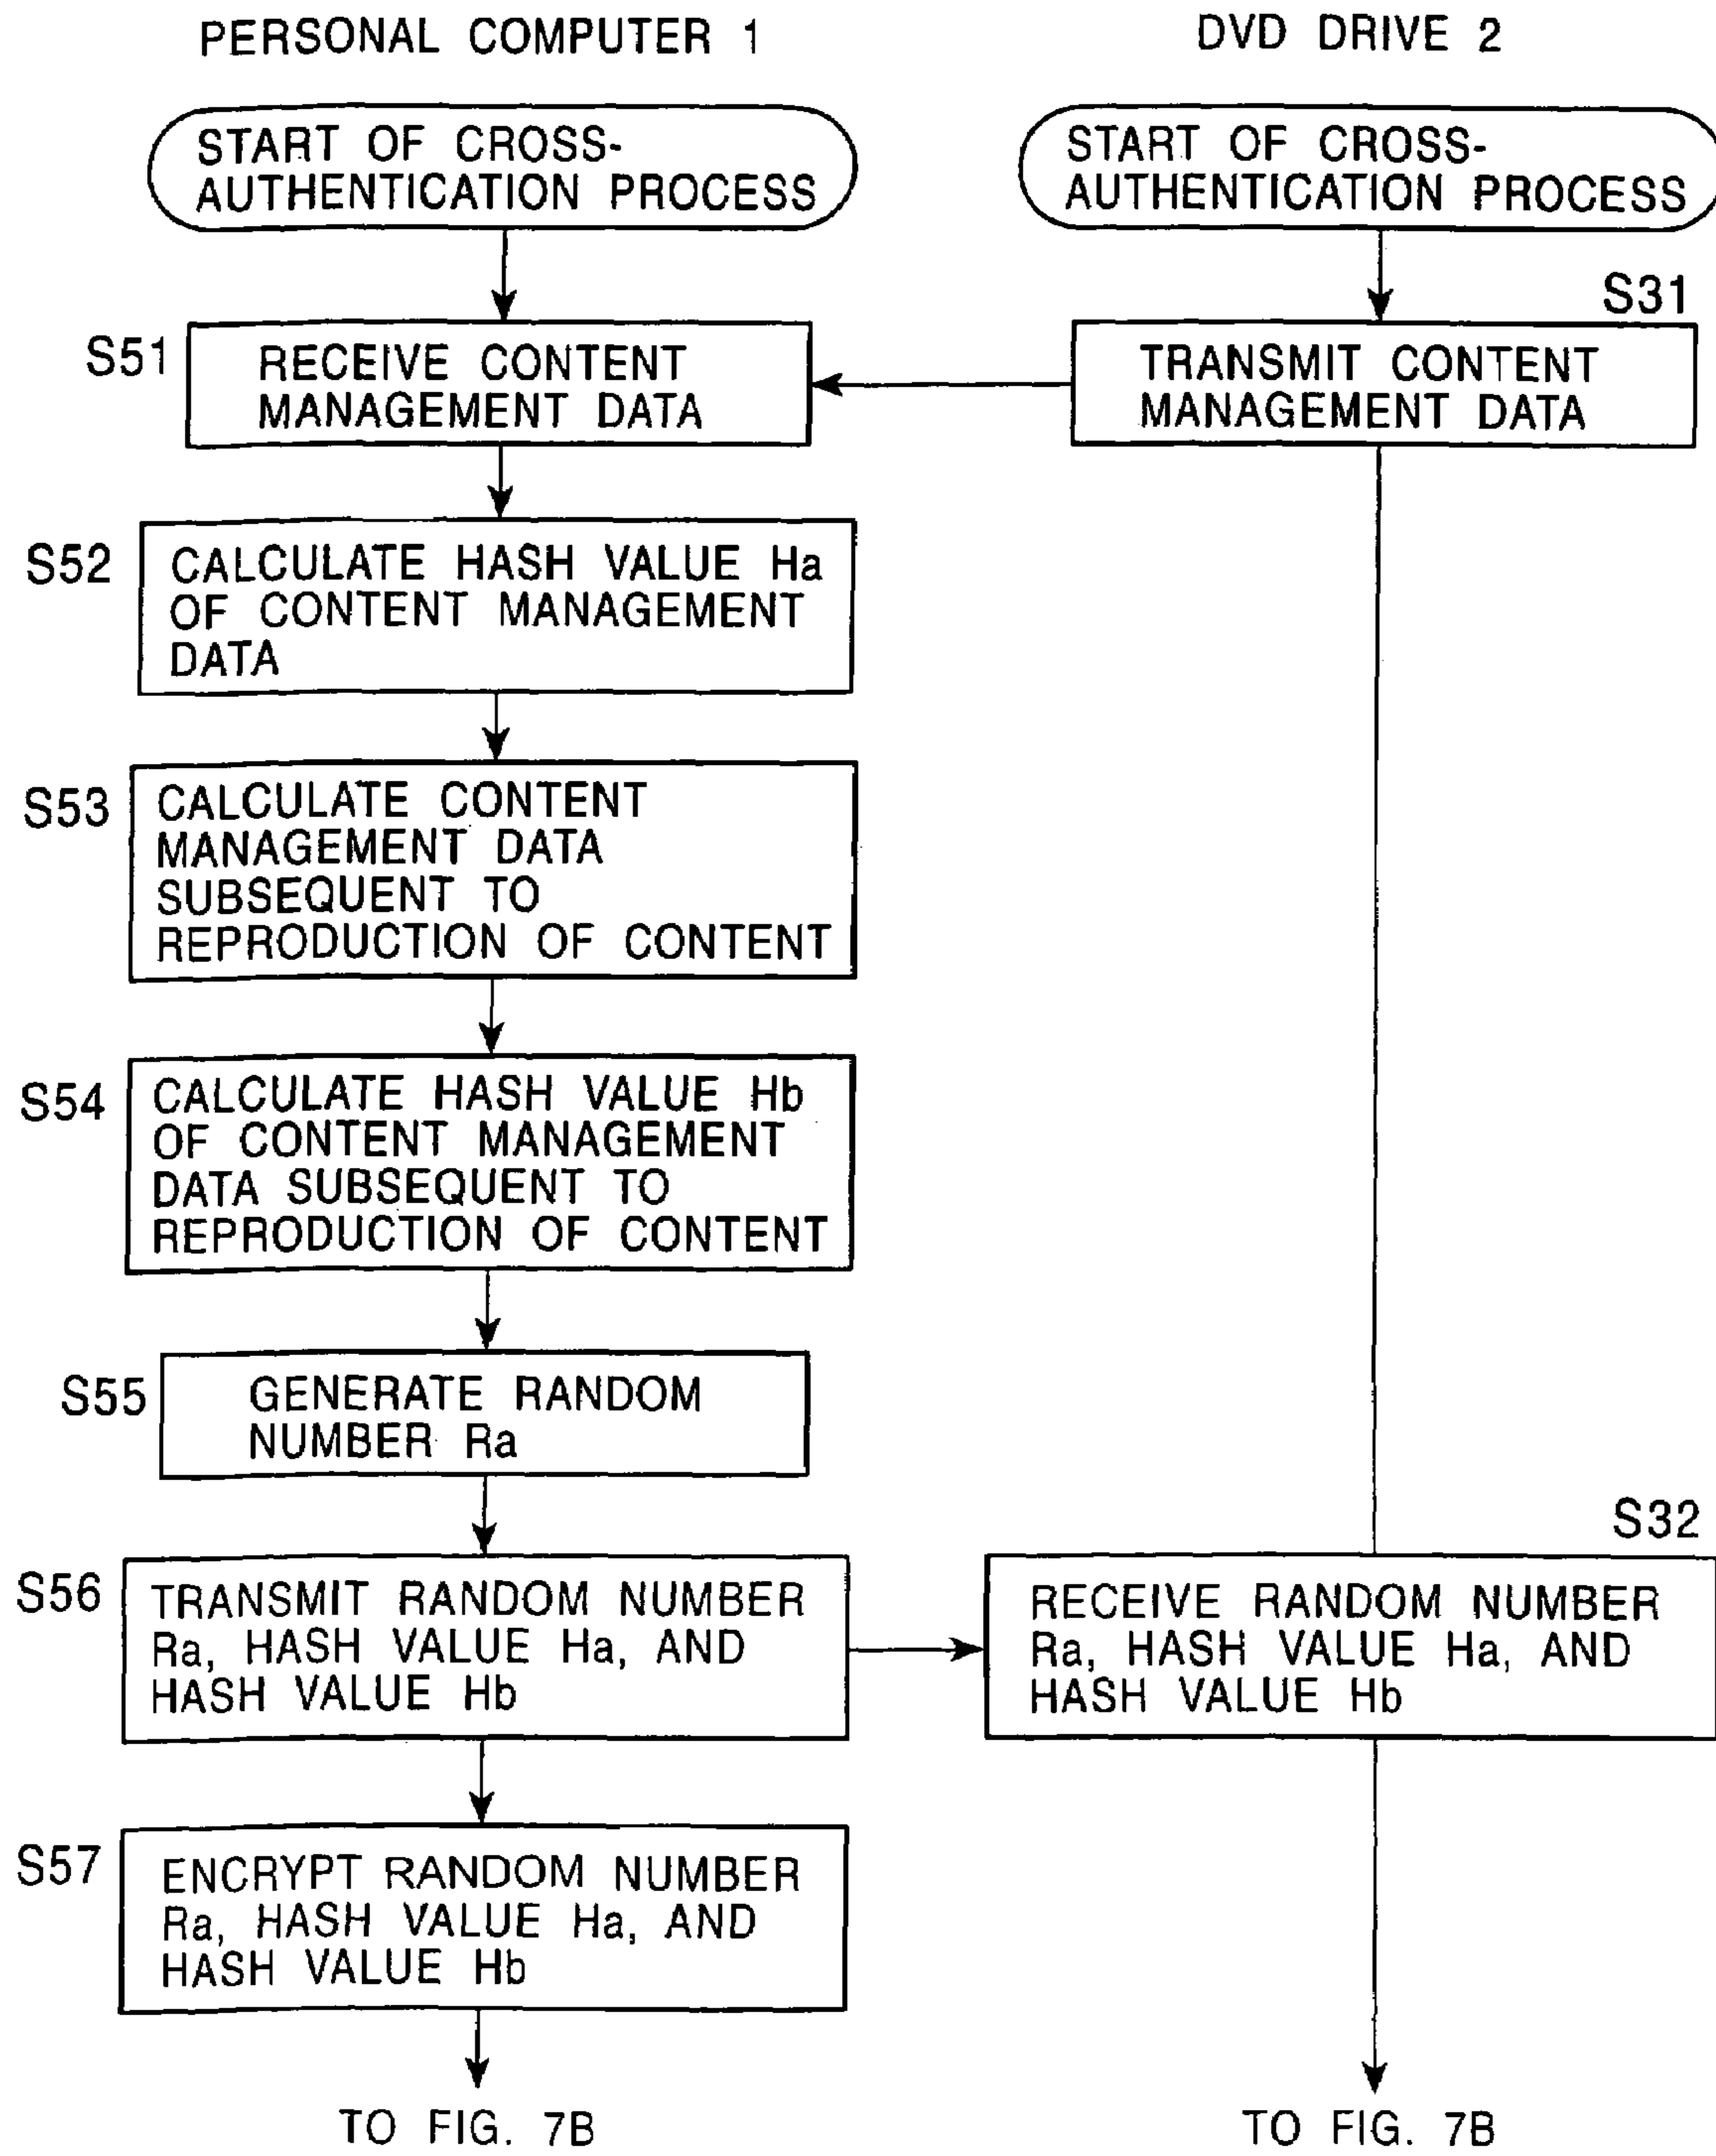 PERSONAL COMPUTER 1
DVD DRIVE 2
START OF CROSS-
AUTHENTICATION PROCESS
START OF CROSS-
AUTHENTICATION PROCESS
S51
RECEIVE CONTENT
MANAGEMENT DATA
S31
TRANSMIT CONTENT
MANAGEMENT DATA
S52
CALCULATE HASH VALUE Ha
OF CONTENT MANAGEMENT
DATA
S53
CALCULATE CONTENT
MANAGEMENT DATA
SUBSEQUENT TO
REPRODUCTION OF CONTENT
S54
CALCULATE HASH VALUE Hb
OF CONTENT MANAGEMENT
DATA SUBSEQUENT TO
REPRODUCTION OF CONTENT
S55
GENERATE RANDOM
NUMBER Ra
S56
TRANSMIT RANDOM NUMBER
Ra, HASH VALUE Ha, AND
HASH VALUE Hb
S32
RECEIVE RANDOM NUMBER
Ra, HASH VALUE Ha, AND
HASH VALUE Hb
S57
ENCRYPT RANDOM NUMBER
Ra, HASH VALUE Ha, AND
HASH VALUE Hb
TO FIG. 7B
TO FIG. 7B